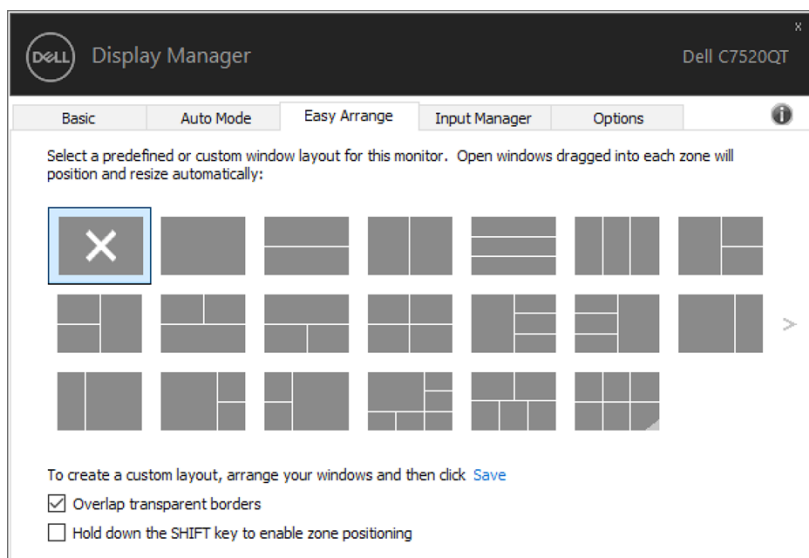 x
DELL Display Manager Dell C7520QT
Basic Auto Mode Easy Arrange Input Manager Options
Select a predefined or custom window layout for this monitor. Open windows dragged into each zone will
position and resize automatically:
To create a custom layout, arrange your windows and then click Save
Overlap transparent borders
Hold down the SHIFT key to enable zone positioning